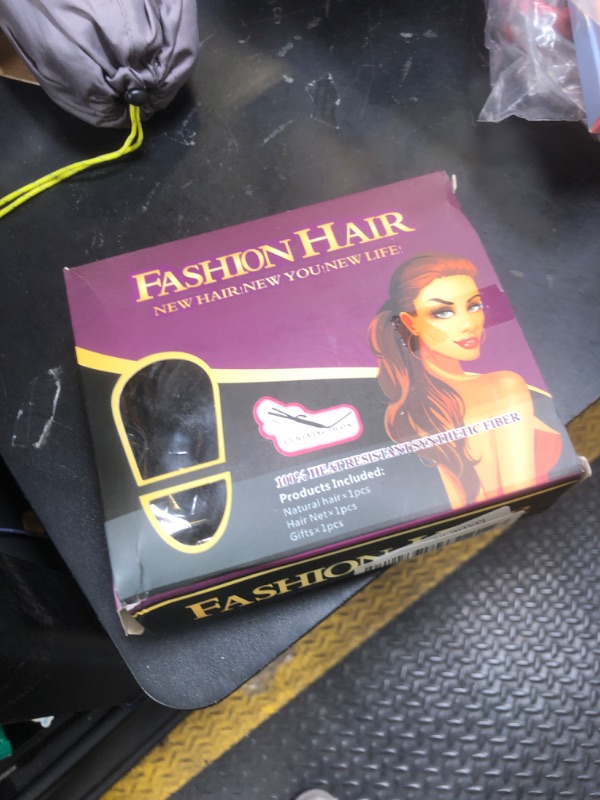 FASHION HAIR
NEW HAIR!NEW YOU!NEW LIFE!
100% HEAT RESISTANT SYNTHETIC FIBER
Products Included:
Natural hair×1pcs
Hair Net×1pcs
Gifts×1pcs
FASHION